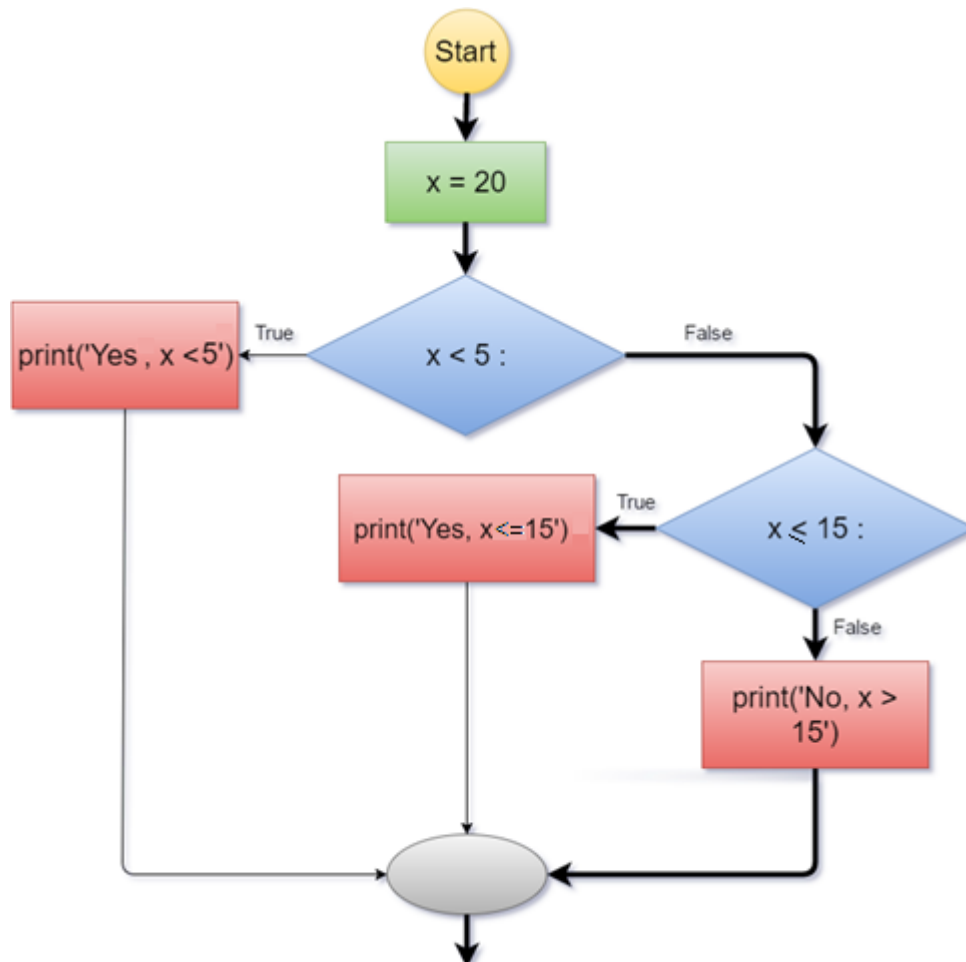 Start
x = 20
x < 5 :
True
False
print('Yes , x <5')
x ≤ 15 :
True
print('Yes, x<=15')
False
print('No, x >
15')